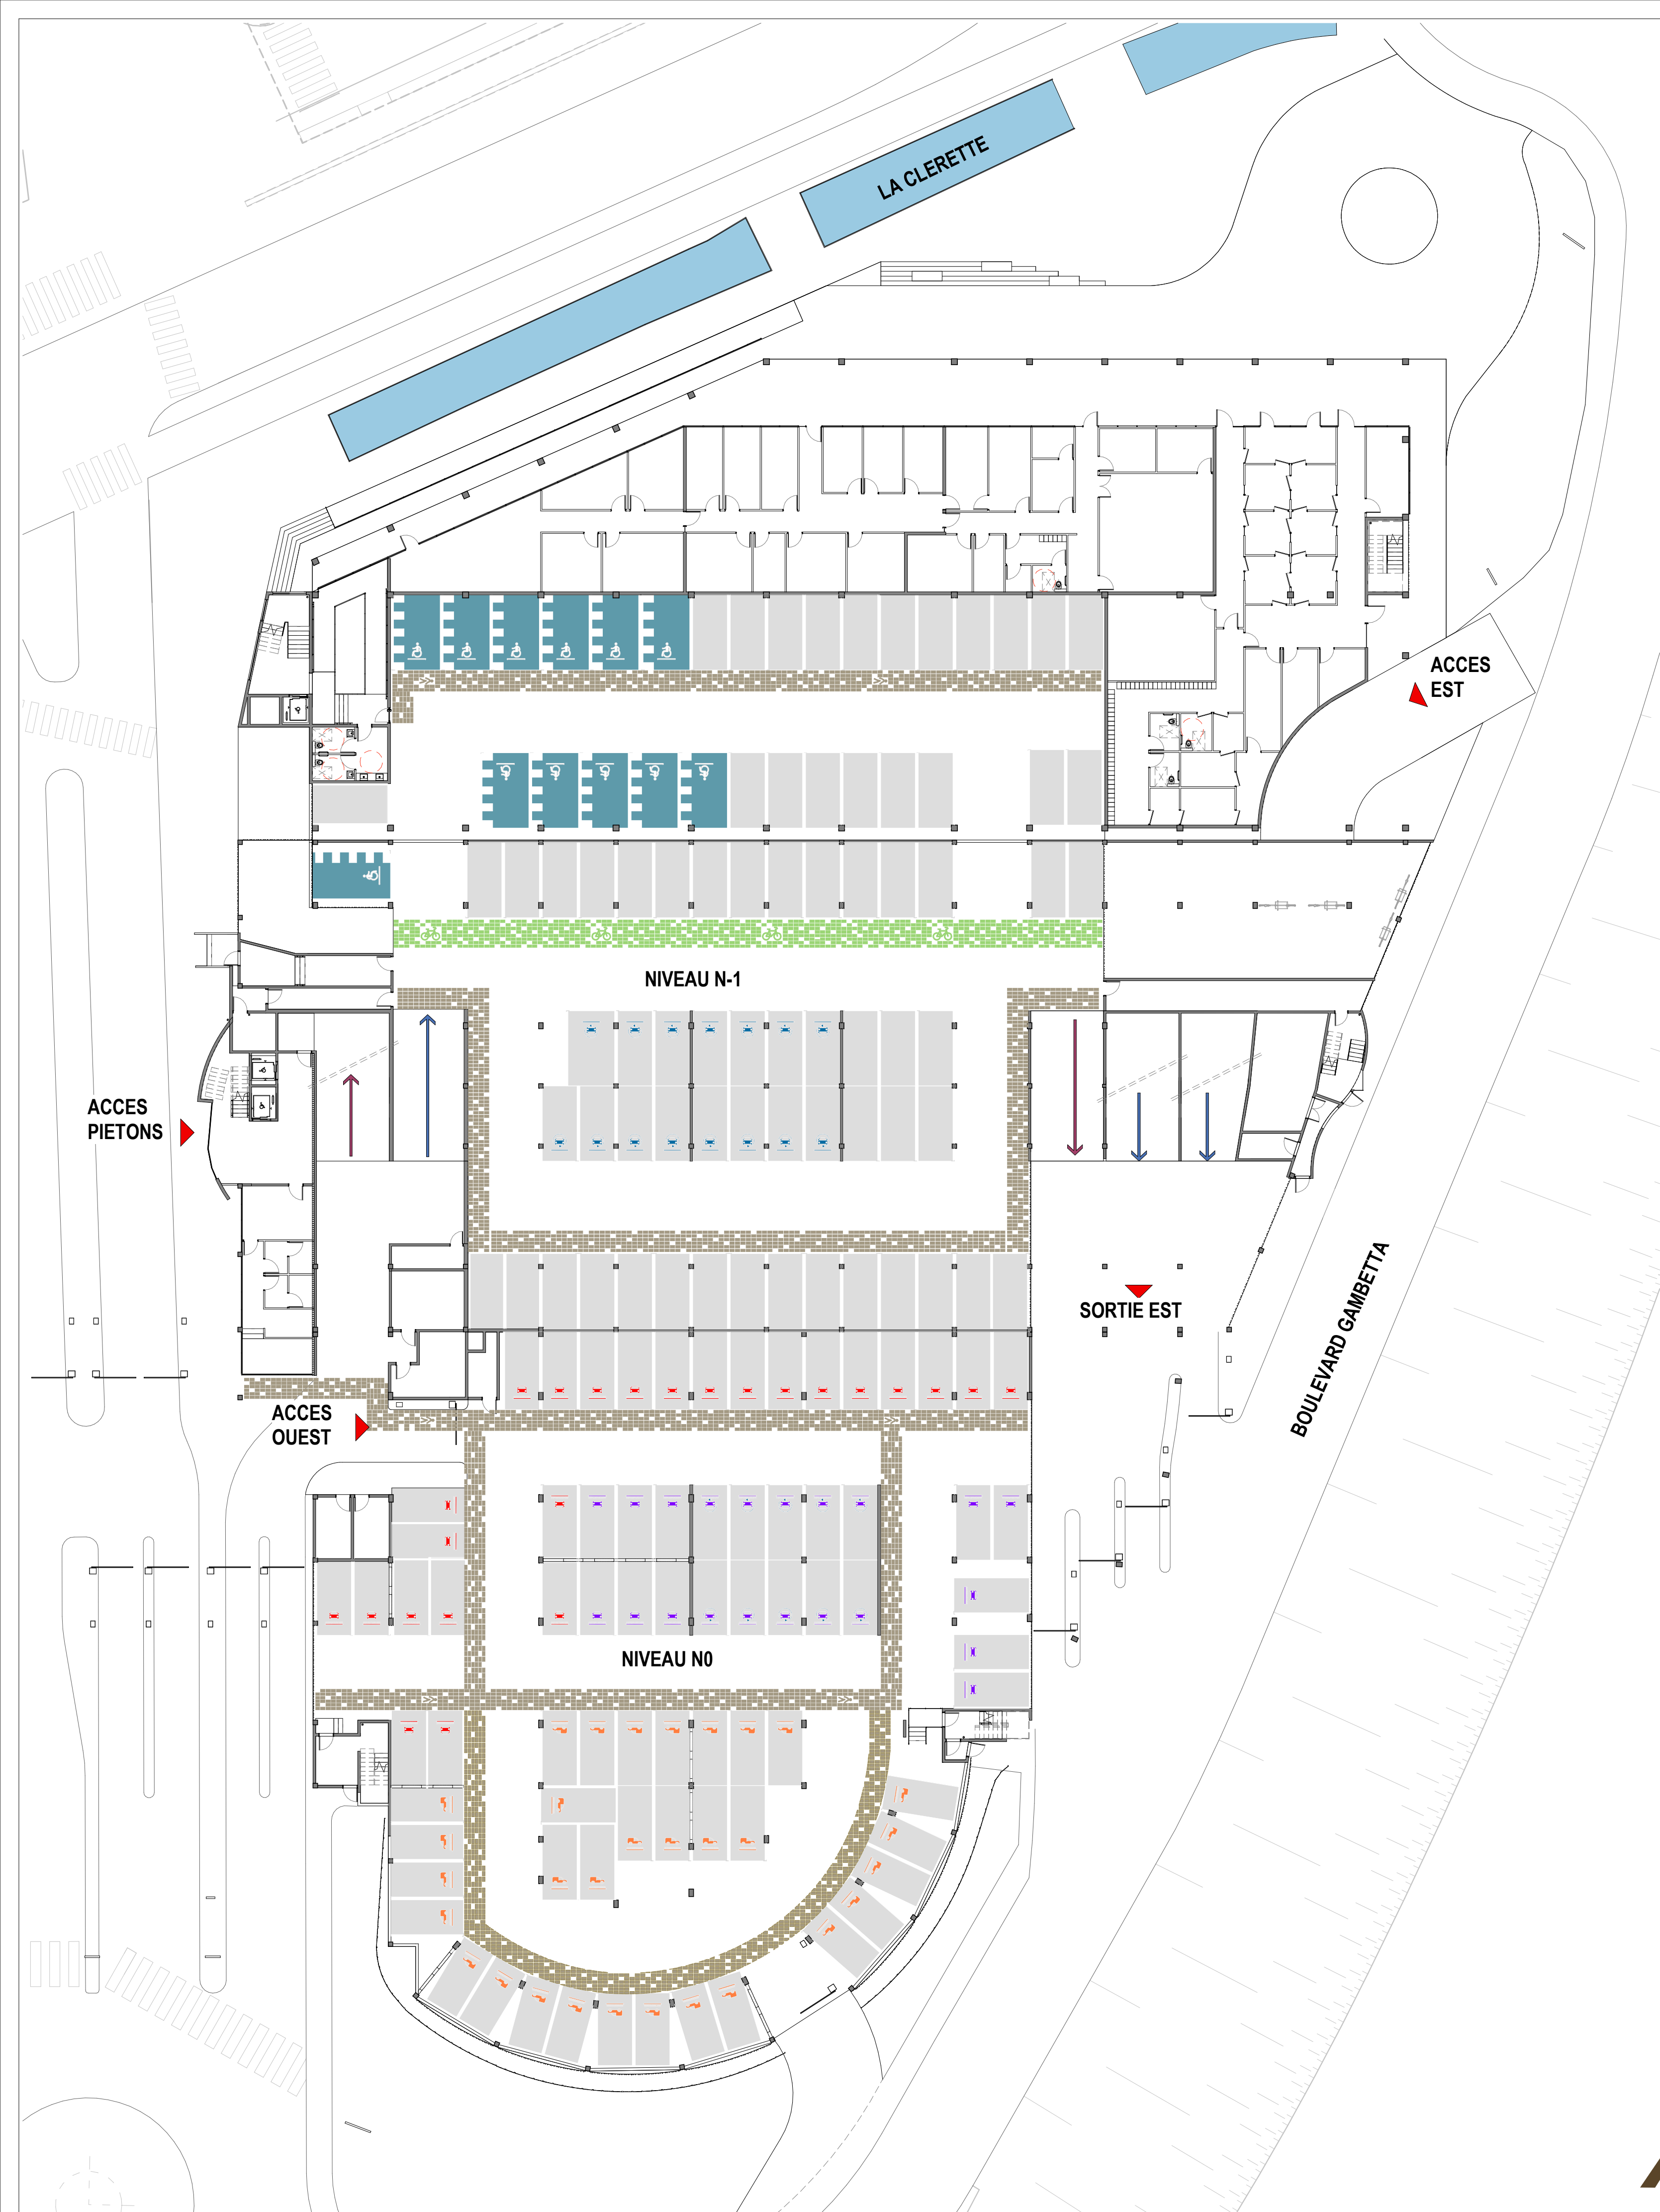 LA CLERETTE
ACCES
EST
NIVEAU N-1
ACCES
PIETONS
SORTIE EST
BOULEVARD GAMBETTA
ACCES
OUEST
NIVEAU N0